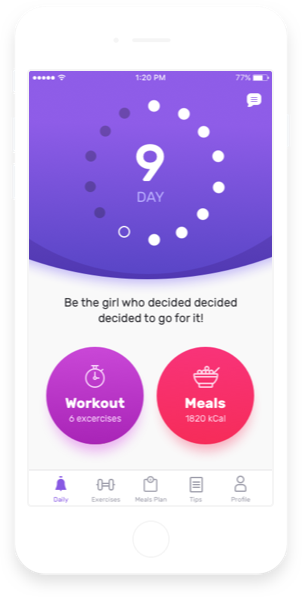 1:20 PM 77%
9
DAY
Be the girl who decided decided
decided to go for it!
Workout
6 excercises
Meals
1820 kCal
Daily Exercises Meals Plan Tips Profile